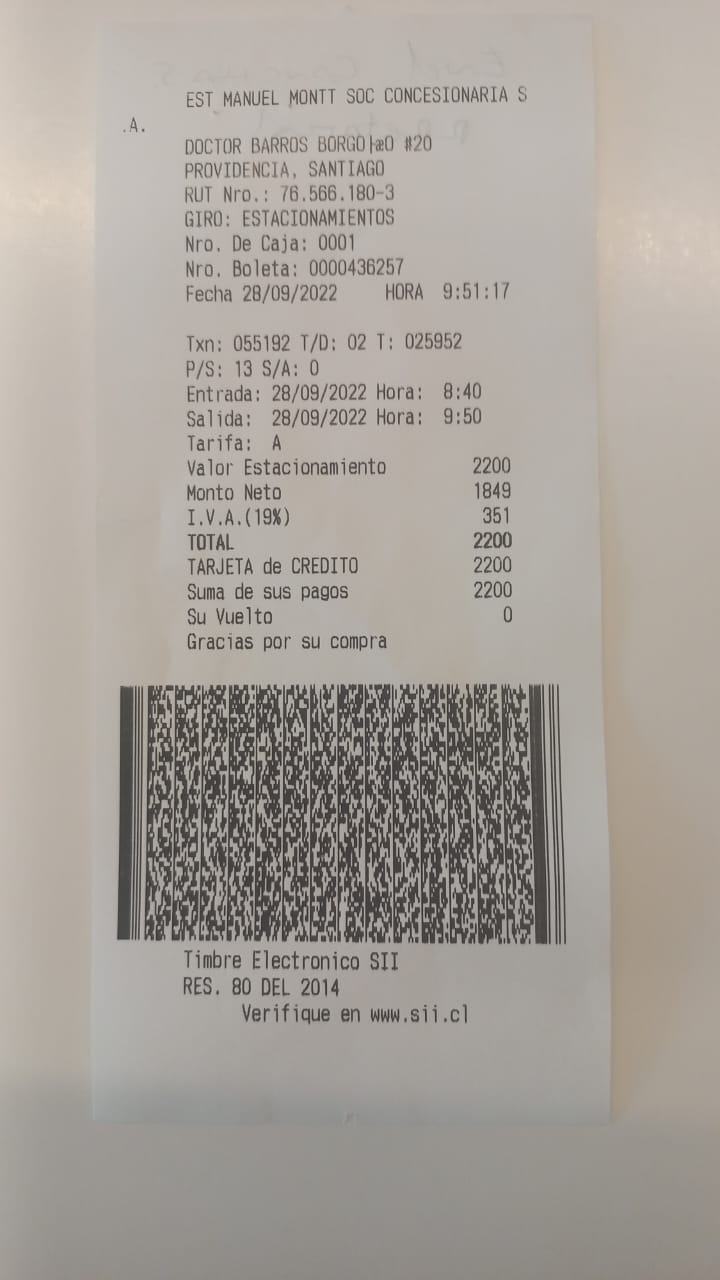 EST MANUEL MONTT SOC CONCESIONARIA S
.A.
DOCTOR BARROS BORGO|æO #20
PROVIDENCIA, SANTIAGO
RUT Nro.: 76.566.180-3
GIRO: ESTACIONAMIENTOS
Nro. De Caja: 0001
Nro. Boleta: 0000436257
Fecha 28/09/2022 HORA 9:51:17
Txn: 055192 T/D: 02 T: 025952
P/S: 13 S/A: 0
Entrada: 28/09/2022 Hora: 8:40
Salida: 28/09/2022 Hora: 9:50
Tarifa: A
Valor Estacionamiento 2200
Monto Neto 1849
I.V.A.(19%) 351
TOTAL 2200
TARJETA de CREDITO 2200
Suma de sus pagos 2200
Su Vuelto 0
Gracias por su compra
Timbre Electronico SII
RES. 80 DEL 2014
Verifique en www.sii.cl